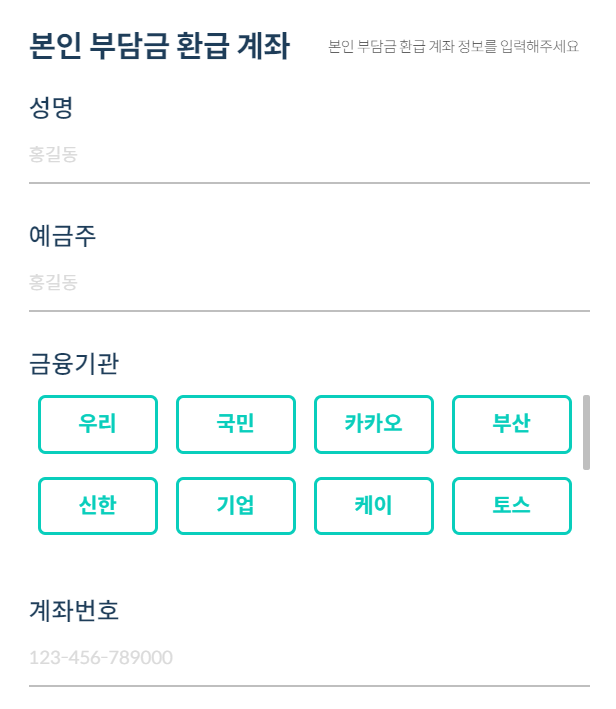 본인 부담금 환급 계좌 본인 부담금 환급 계좌 정보를 입력해주세요
성명
홍길동
예금주
홍길동
금융기관
우리 국민 카카오 부산
신한 기업 케이 토스
계좌번호
123-456-789000